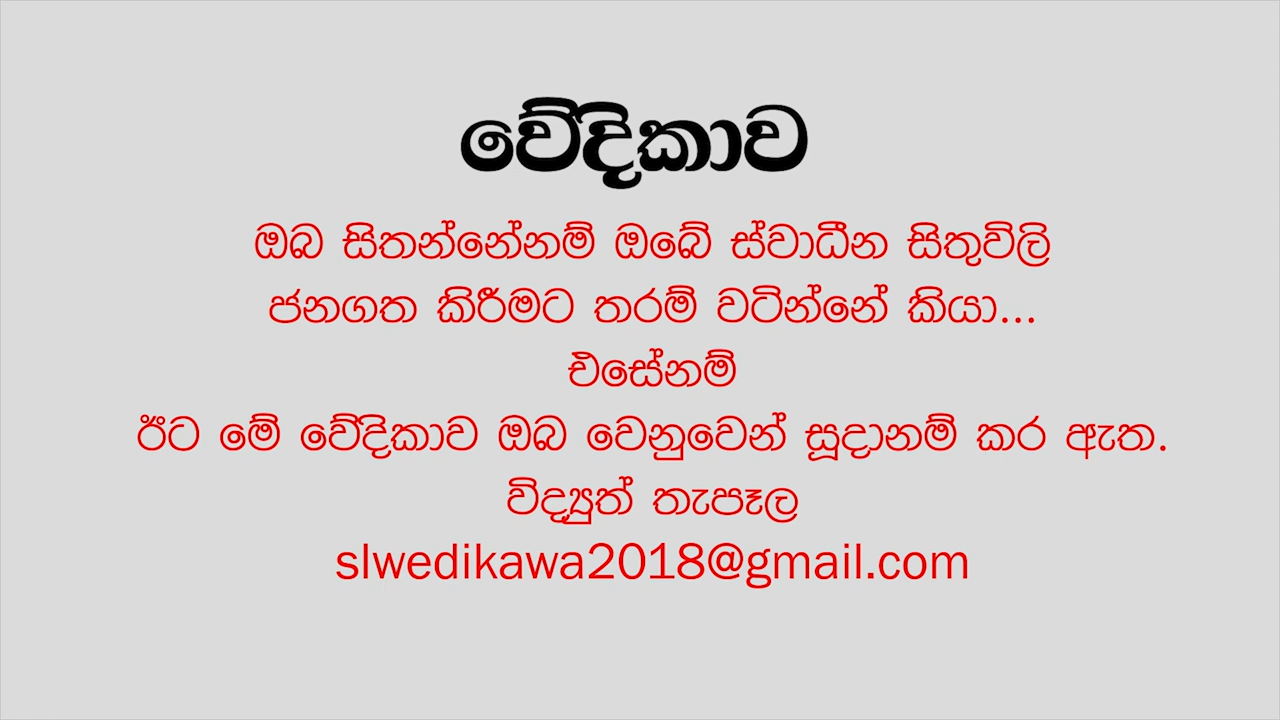 වේදිකාව
ඔබ සිතන්නේනම් ඔබේ ස්වාධීන සිතුවිලි
ජනගත කිරීමට තරම් වටින්නේ කියා...
එසේනම්
ඊට මේ වේදිකාව ඔබ වෙනුවෙන් සූදානම් කර ඇත.
විද්‍යුත් තැපෑල
slwedikawa2018@gmail.com